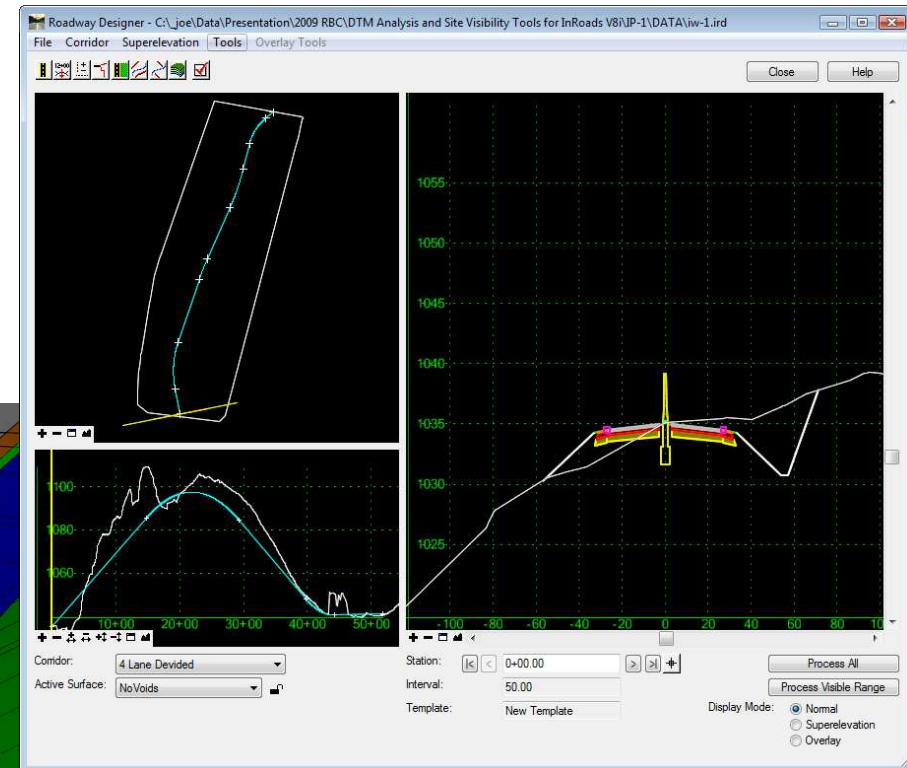 Roadway Designer - C:\_joe\Data\Presentation\2009 RBC\DTM Analysis and Site Visibility Tools for InRoads V8i\IP-1\DATA\iw-1.ird
File Corridor Superelevation Tools Overlay Tools
Close Help
1055
1050
1045
1040
1035
1030
1025
-100 -80 -60 -40 -20 0 20 40 60 80 10
1100
1080
1060
10+00 20+00 30+00 40+00 50+00
Corridor: 4 Lane Devided
Active Surface: NoVoids
Station: |< < 0+00.00 > >|
Interval: 50.00
Template: New Template
Process All
Process Visible Range
Display Mode: Normal
Superelevation
Overlay